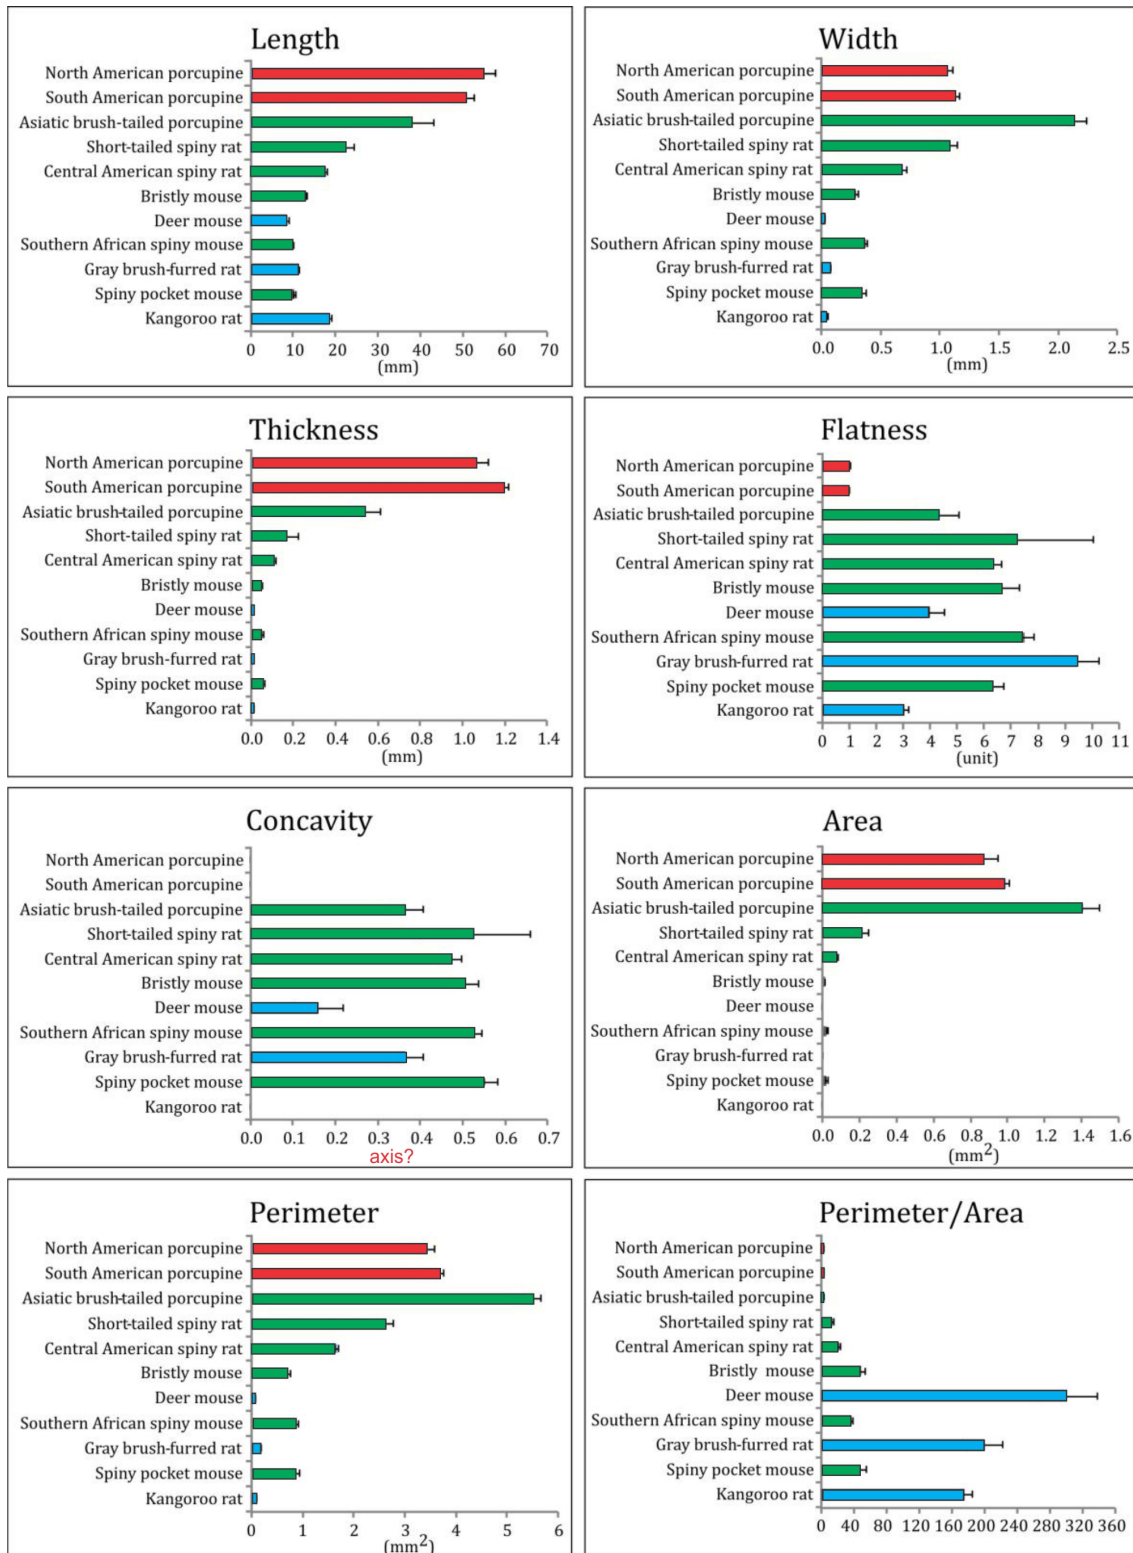 Length
North American porcupine
South American porcupine
Asiatic brush-tailed porcupine
Short-tailed spiny rat
Central American spiny rat
Bristly mouse
Deer mouse
Southern African spiny mouse
Gray brush-furred rat
Spiny pocket mouse
Kangoroo rat
0 10 20 30 40 50 60 70
(mm)
Width
North American porcupine
South American porcupine
Asiatic brush-tailed porcupine
Short-tailed spiny rat
Central American spiny rat
Bristly mouse
Deer mouse
Southern African spiny mouse
Gray brush-furred rat
Spiny pocket mouse
Kangoroo rat
0.0 0.5 1.0 1.5 2.0 2.5
(mm)
Thickness
North American porcupine
South American porcupine
Asiatic brush-tailed porcupine
Short-tailed spiny rat
Central American spiny rat
Bristly mouse
Deer mouse
Southern African spiny mouse
Gray brush-furred rat
Spiny pocket mouse
Kangoroo rat
0.0 0.2 0.4 0.6 0.8 1.0 1.2 1.4
(mm)
Flatness
North American porcupine
South American porcupine
Asiatic brush-tailed porcupine
Short-tailed spiny rat
Central American spiny rat
Bristly mouse
Deer mouse
Southern African spiny mouse
Gray brush-furred rat
Spiny pocket mouse
Kangoroo rat
0 1 2 3 4 5 6 7 8 9 10 11
(unit)
Concavity
North American porcupine
South American porcupine
Asiatic brush-tailed porcupine
Short-tailed spiny rat
Central American spiny rat
Bristly mouse
Deer mouse
Southern African spiny mouse
Gray brush-furred rat
Spiny pocket mouse
Kangoroo rat
0.0 0.1 0.2 0.3 0.4 0.5 0.6 0.7
axis?
Area
North American porcupine
South American porcupine
Asiatic brush-tailed porcupine
Short-tailed spiny rat
Central American spiny rat
Bristly mouse
Deer mouse
Southern African spiny mouse
Gray brush-furred rat
Spiny pocket mouse
Kangoroo rat
0.0 0.2 0.4 0.6 0.8 1.0 1.2 1.4 1.6
(mm²)
Perimeter
North American porcupine
South American porcupine
Asiatic brush-tailed porcupine
Short-tailed spiny rat
Central American spiny rat
Bristly mouse
Deer mouse
Southern African spiny mouse
Gray brush-furred rat
Spiny pocket mouse
Kangoroo rat
0 1 2 3 4 5 6
(mm²)
Perimeter/Area
North American porcupine
South American porcupine
Asiatic brush-tailed porcupine
Short-tailed spiny rat
Central American spiny rat
Bristly mouse
Deer mouse
Southern African spiny mouse
Gray brush-furred rat
Spiny pocket mouse
Kangoroo rat
0 40 80 120 160 200 240 280 320 360